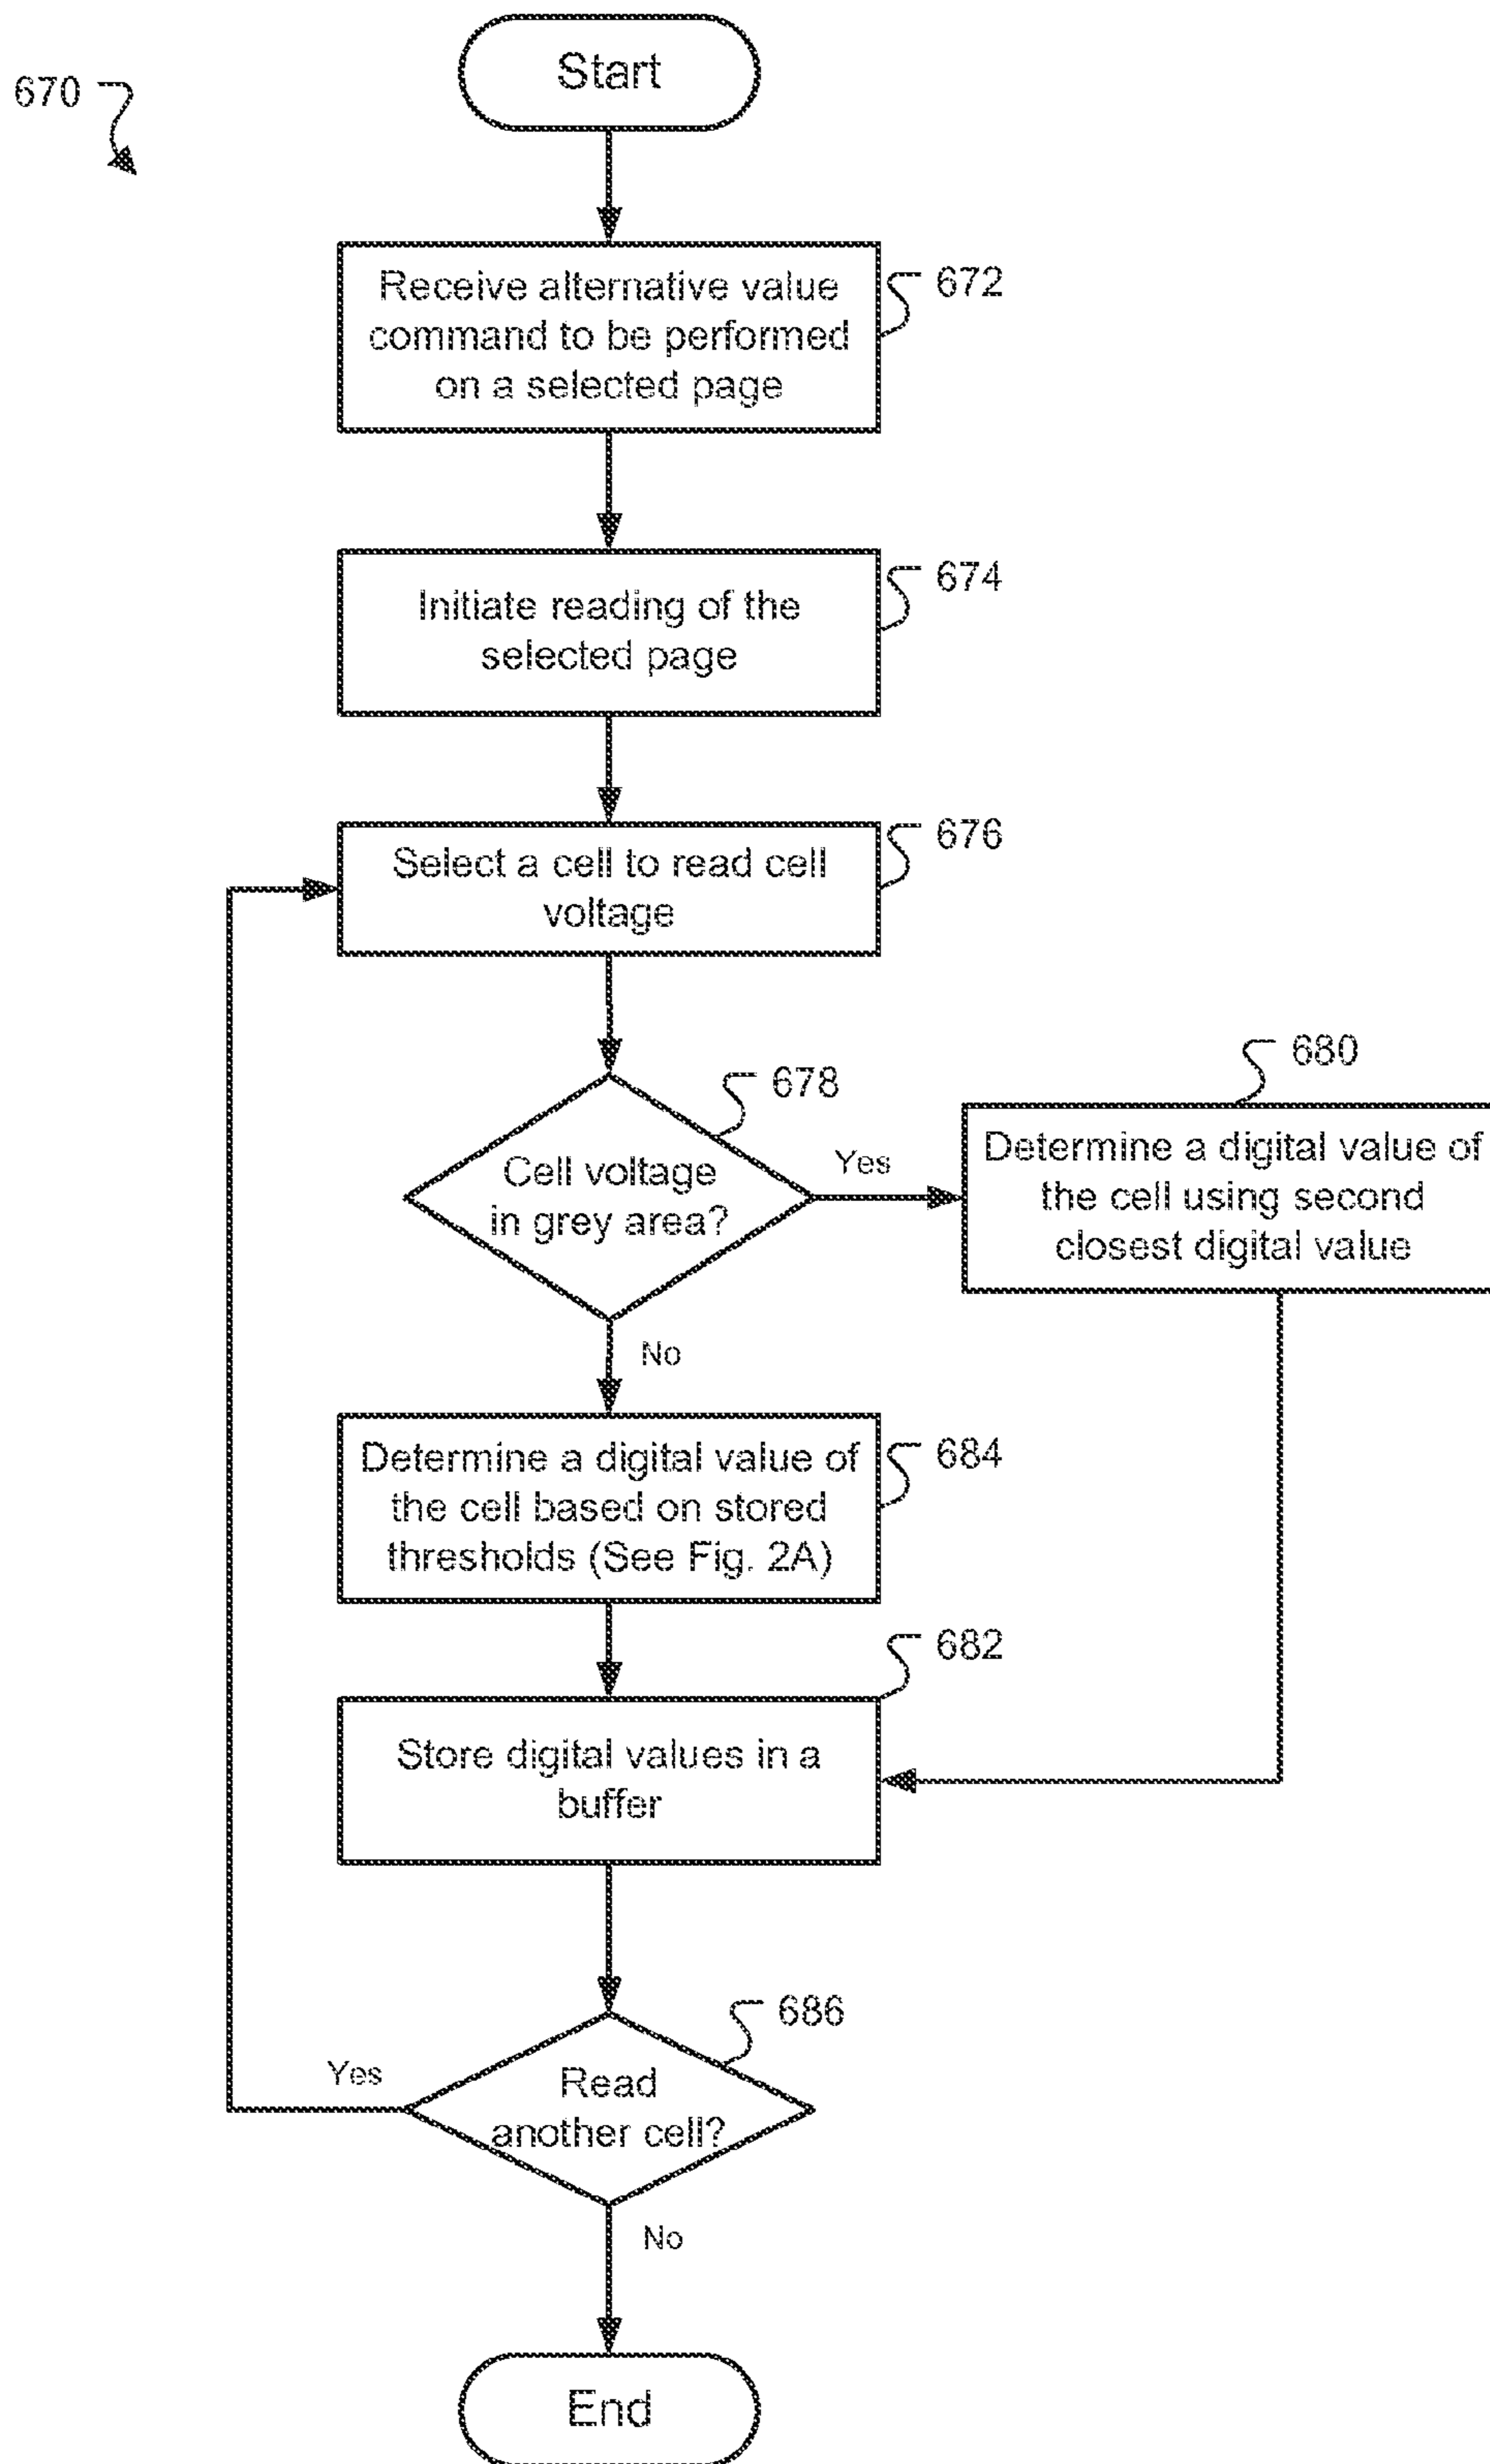 Start
670
Receive alternative value
command to be performed
on a selected page
672
Initiate reading of the
selected page
674
Select a cell to read cell
voltage
676
Cell voltage
in grey area?
678
Yes
680
Determine a digital value of
the cell using second
closest digital value
No
Determine a digital value of
the cell based on stored
thresholds (See Fig. 2A)
684
682
Store digital values in a
buffer
686
Yes
Read
another cell?
No
End